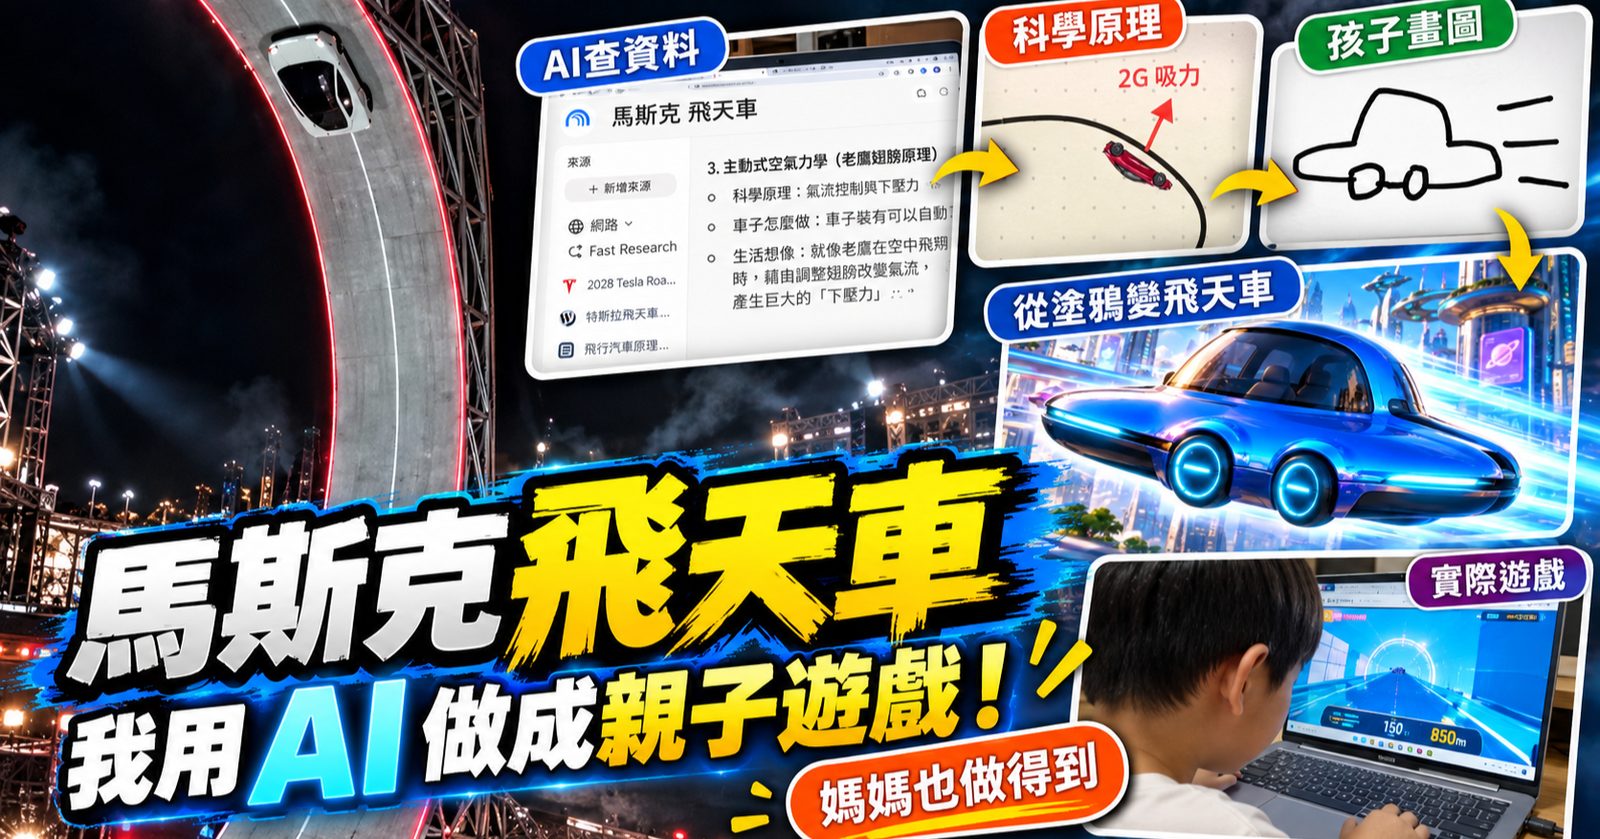 AI查資料
馬斯克 飛天車
來源
+ 新增來源
網路
Fast Research
2028 Tesla Roa...
特斯拉飛天車...
飛行汽車原理...
3. 主動式空氣力學（老鷹翅膀原理）
科學原理：氣流控制與下壓力
車子怎麼做：車子裝有可以自動
生活想像：就像老鷹在空中飛翔
時，藉由調整翅膀改變氣流，
產生巨大的「下壓力」
科學原理
2G 吸力
孩子畫圖
從塗鴉變飛天車
實際遊戲
150
850m
馬斯克飛天車
我用AI做成親子遊戲！
媽媽也做得到